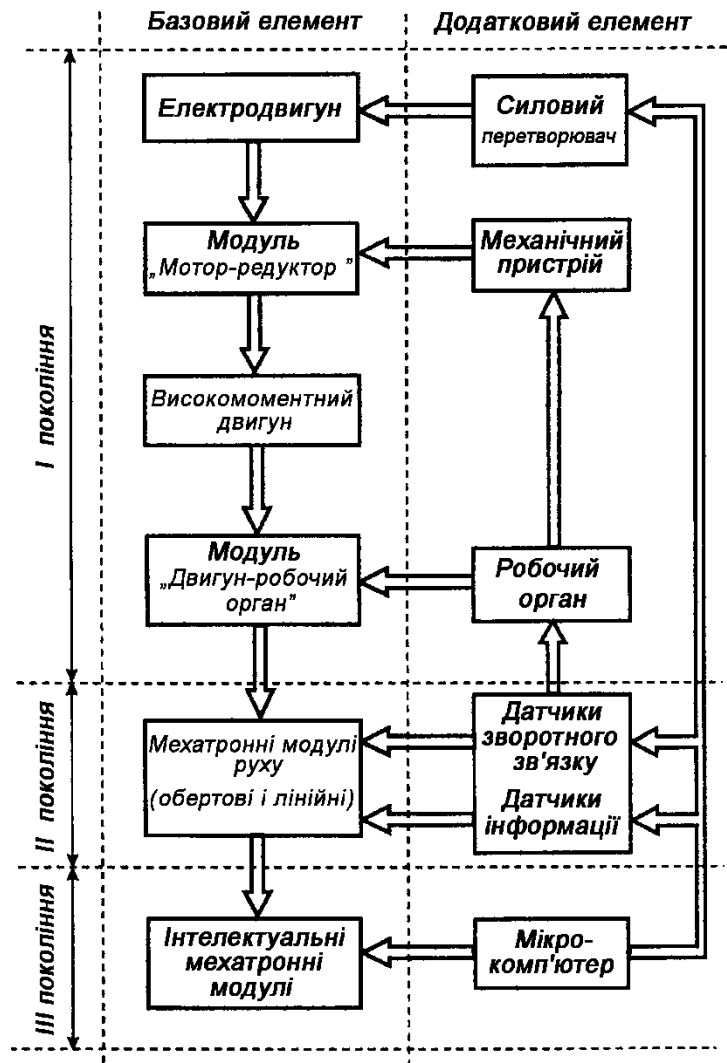 Базовий елемент
Додатковий елемент
Електродвигун
Силовий
перетворювач
Модуль
„Мотор-редуктор ”
Механічний
пристрій
І покоління
Високомоментний
двигун
Модуль
„Двигун-робочий
орган”
Робочий
орган
ІІ покоління
Мехатронні модулі
руху
(обертові і лінійні)
Датчики
зворотного
зв'язку
Датчики
інформації
ІІІ покоління
Інтелектуальні
мехатронні
модулі
Мікро-
комп'ютер